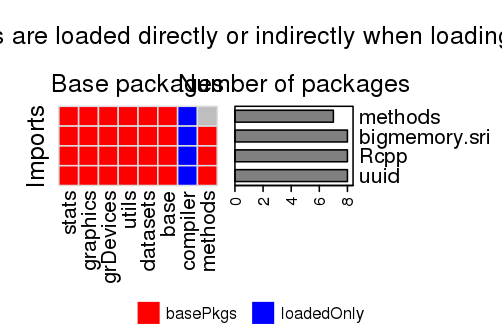 s are loaded directly or indirectly when loading
Base packages
Number of packages
Imports
methods
bigmemory.sri
Rcpp
uuid
0 2 4 6 8
stats
graphics
grDevices
utils
datasets
base
compiler
methods
basePkgs
loadedOnly